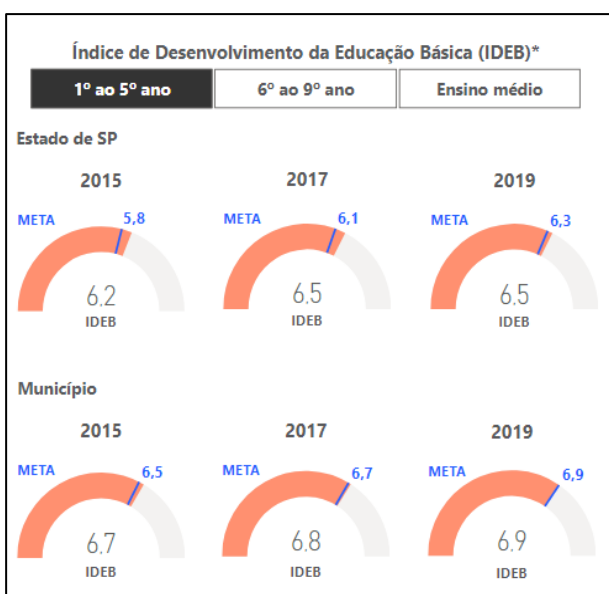 Índice de Desenvolvimento da Educação Básica (IDEB)*
1º ao 5º ano
6º ao 9º ano
Ensino médio
Estado de SP
2015
2017
2019
META 5,8
META 6,1
META 6,3
6,2
6,5
6,5
IDEB
IDEB
IDEB
Município
2015
2017
2019
META 6,5
META 6,7
META 6,9
6,7
6,8
6,9
IDEB
IDEB
IDEB